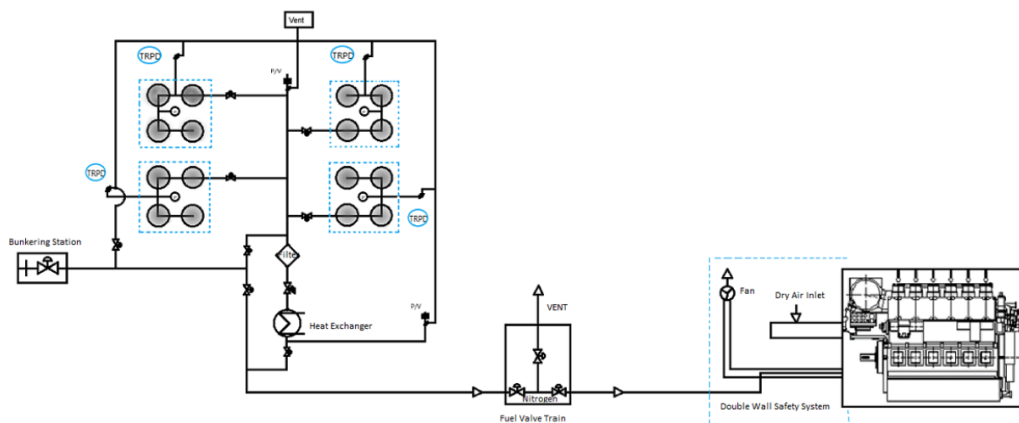 Vent
TRPD
TRPD
P/V
TRPD
TRPD
Bunkering Station
Filte
Fan
Dry Air Inlet
P/V
VENT
Heat Exchanger
Nitrogen
Double Wall Safety System
Fuel Valve Train